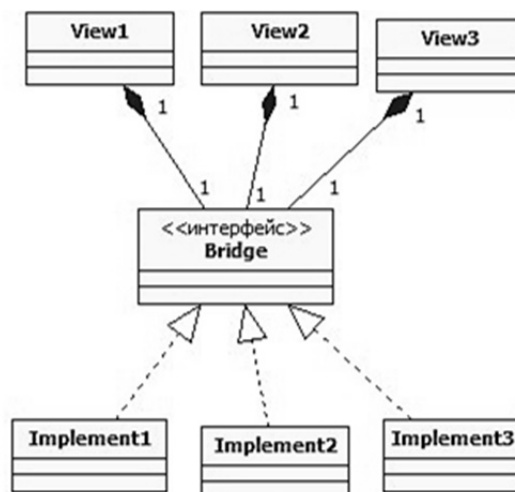 View1
View2
View3
1
1
1
1
1
1
<<интерфейс>>
Bridge
Implement1
Implement2
Implement3